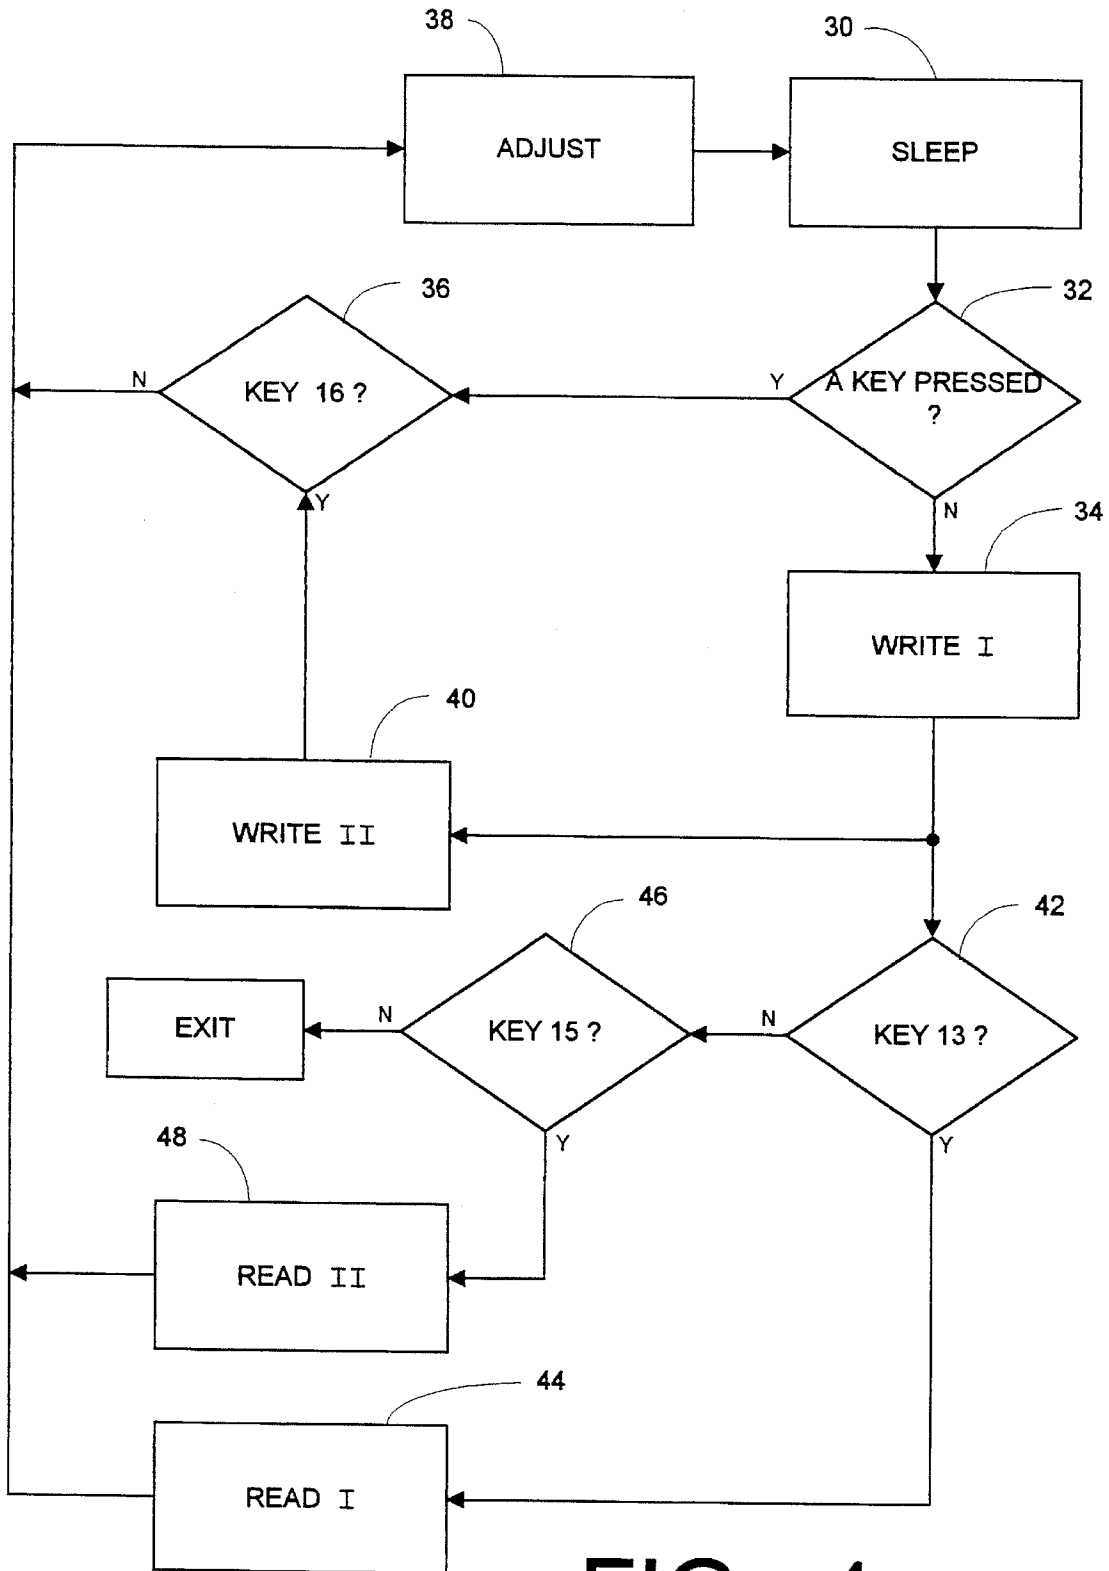 38
30
ADJUST
SLEEP
36
32
N
KEY 16 ?
Y
A KEY PRESSED
?
Y
N
34
WRITE I
40
WRITE II
46
42
EXIT
N
KEY 15 ?
N
KEY 13 ?
Y
Y
48
READ II
44
READ I